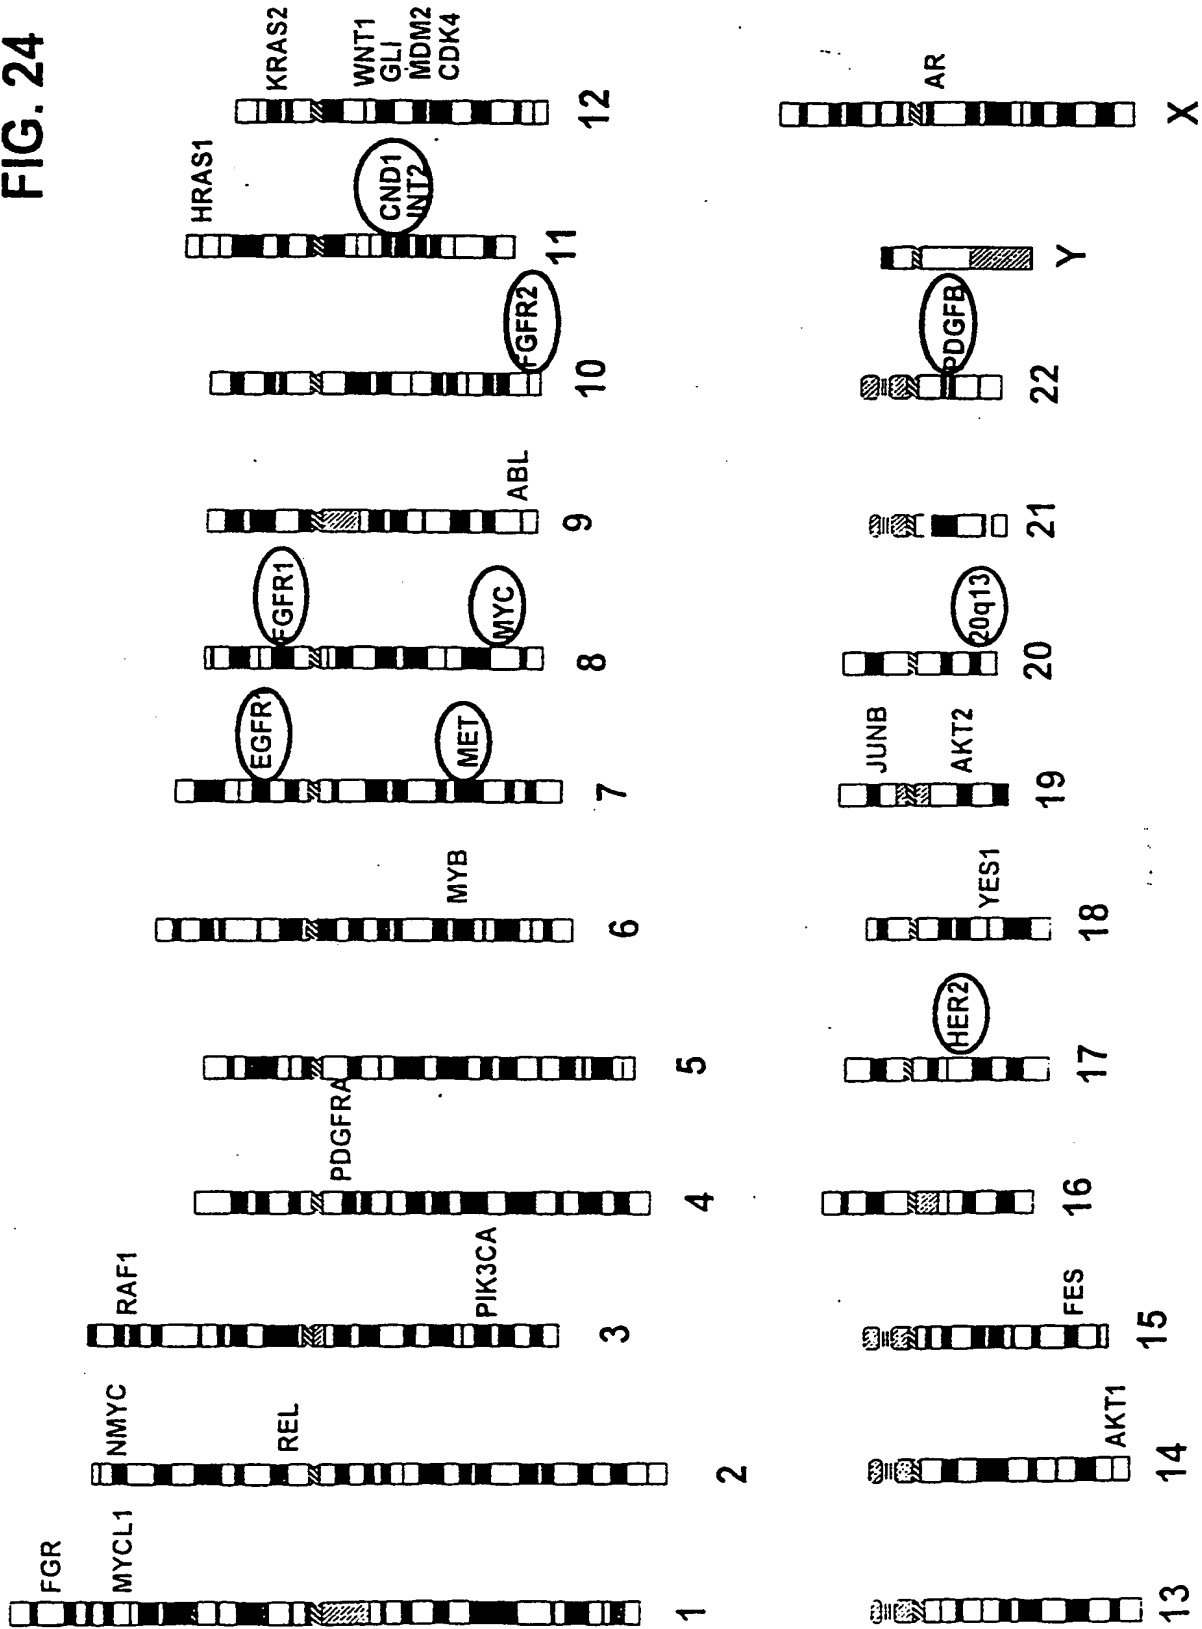 FIG. 24
FGR
MYCL1
1
NMYC
REL
2
RAF1
PIK3CA
3
PDGFRA
4
5
MYB
6
EGFR1
MET
7
FGFR1
MYC
8
ABL
9
FGFR2
10
HRAS1
CND1
INT2
11
KRAS2
WNT1
GLI
MDM2
CDK4
12
13
AKT1
14
FES
15
16
HER2
17
YES1
18
JUNB
AKT2
19
20q13
20
21
PDGFB
22
Y
AR
X